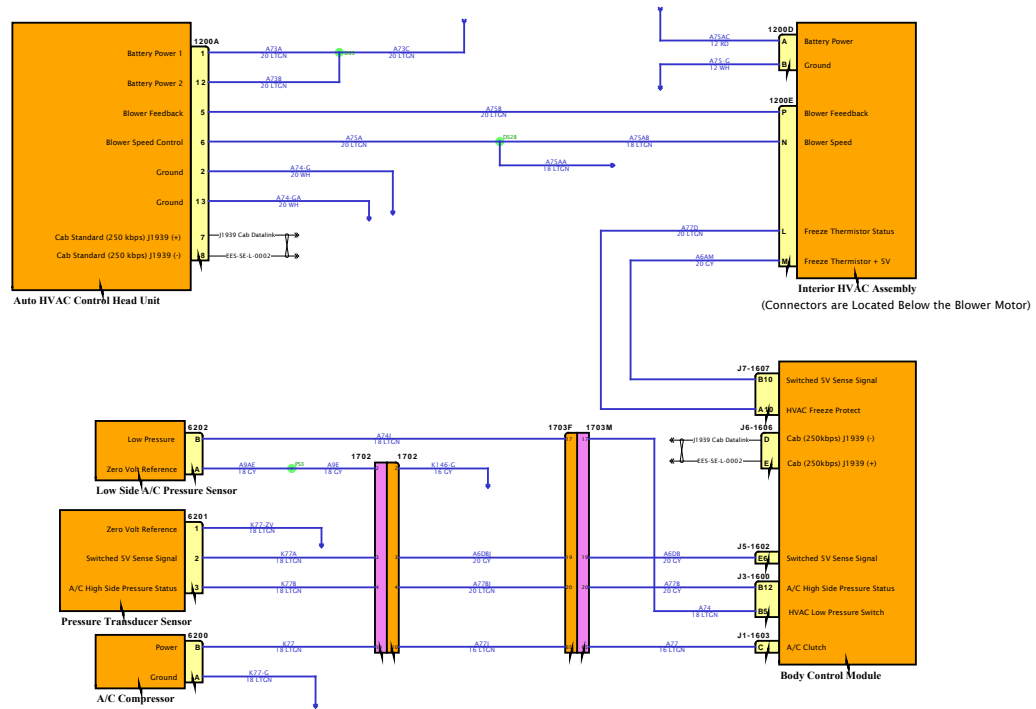 1200A
Battery Power 1
1
A73A
20 LTGN
A73C
20 LTGN
Battery Power 2
12
A73B
20 LTGN
Blower Feedback
5
A75B
20 LTGN
Blower Speed Control
6
A75A
20 LTGN
DS28
A75AB
18 LTGN
A75AA
18 LTGN
Ground
2
A74-G
20 WH
Ground
13
A74-GA
20 WH
Cab Standard (250 kbps) J1939 (+)
7
J1939 Cab Datalink
Cab Standard (250 kbps) J1939 (-)
8
EES-SE-L-0002
Auto HVAC Control Head Unit
1200D
A75AC
12 RD
A
Battery Power
A75-G
12 WH
B
Ground
1200E
P
Blower Feeedback
N
Blower Speed
A77D
20 LTGN
L
Freeze Thermistor Status
A6AM
20 GY
M
Freeze Thermistor + 5V
Interior HVAC Assembly
(Connectors are Located Below the Blower Motor)
J7-1607
B10
Switched 5V Sense Signal
A10
HVAC Freeze Protect
J6-1606
J1939 Cab Datalink
D
Cab (250kbps) J1939 (-)
EES-SE-L-0002
E
Cab (250kbps) J1939 (+)
6202
Low Pressure
B
A74J
18 LTGN
1703F
1703M
17
17
Zero Volt Reference
A
A9AE
18 GY
A9E
18 GY
1702
1702
K146-G
16 GY
Low Side A/C Pressure Sensor
6201
Zero Volt Reference
1
K77-ZV
18 LTGN
Switched 5V Sense Signal
2
K77A
18 LTGN
A6DBJ
20 GY
19
19
A6DB
20 GY
J5-1602
E6
Switched 5V Sense Signal
A/C High Side Pressure Status
3
K77B
18 LTGN
4
A77BJ
20 LTGN
20
20
A77B
20 GY
J3-1600
B12
A/C High Side Pressure Status
A74
18 LTGN
B5
HVAC Low Pressure Switch
Pressure Transducer Sensor
6200
Power
B
K77
18 LTGN
A77J
16 LTGN
A77
16 LTGN
J1-1603
C
A/C Clutch
Ground
A
K77-G
18 LTGN
A/C Compressor
Body Control Module